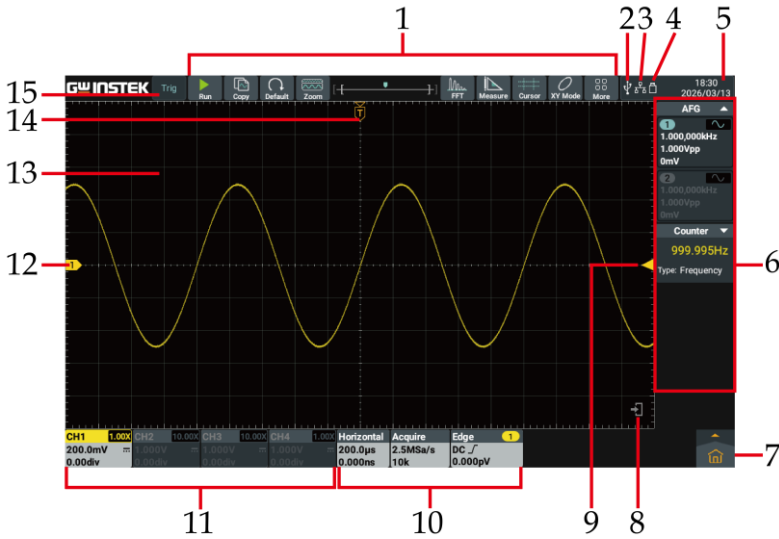 1
2 3 4 5
GW INSTEK Trig Run Copy Default Zoom [ ] FFT Measure Cursor XY Mode More 18:30
2026/03/13
15
14
T
AFG
1
1.000,000kHz
1.000Vpp
0mV
2
1.000,000kHz
1.000Vpp
0mV
13
Counter
999.995Hz
Type: Frequency
12
1
9
6
CH1 1.00X CH2 10.00X CH3 10.00X CH4 1.00X Horizontal Acquire Edge 1
200.0mV 1.000V 1.000V 1.000V 200.0μs 2.5MSa/s DC
0.00div 0.00div 0.00div 0.00div 0.000ns 10k 0.000pV
7
11 10 9 8